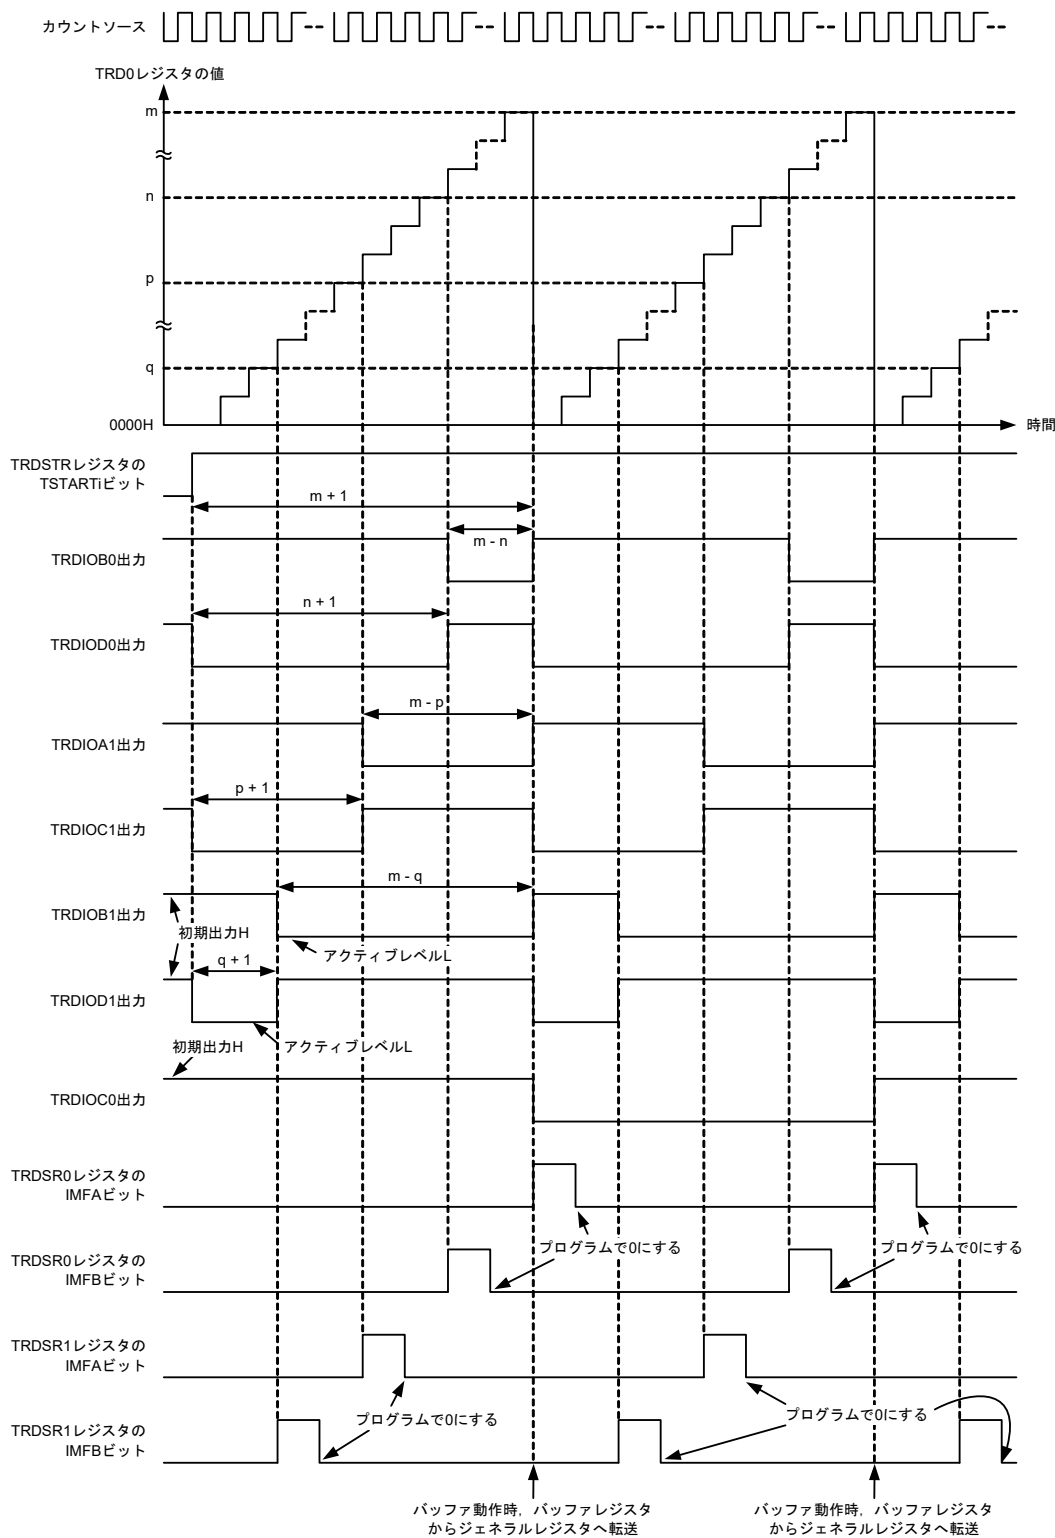 カウントソース
TRD0レジスタの値
m
n
p
q
0000H
時間
TRDSTRレジスタの
TSTARTiビット
m + 1
m - n
TRDIOB0出力
n + 1
TRDIOD0出力
m - p
TRDIOA1出力
p + 1
TRDIOC1出力
m - q
TRDIOB1出力
初期出力H
アクティブレベルL
q + 1
TRDIOD1出力
初期出力H
アクティブレベルL
TRDIOC0出力
TRDSR0レジスタの
IMFAビット
プログラムで0にする
プログラムで0にする
TRDSR0レジスタの
IMFBビット
TRDSR1レジスタの
IMFAビット
プログラムで0にする
プログラムで0にする
TRDSR1レジスタの
IMFBビット
バッファ動作時，バッファレジスタ
からジェネラルレジスタへ転送
バッファ動作時，バッファレジスタ
からジェネラルレジスタへ転送